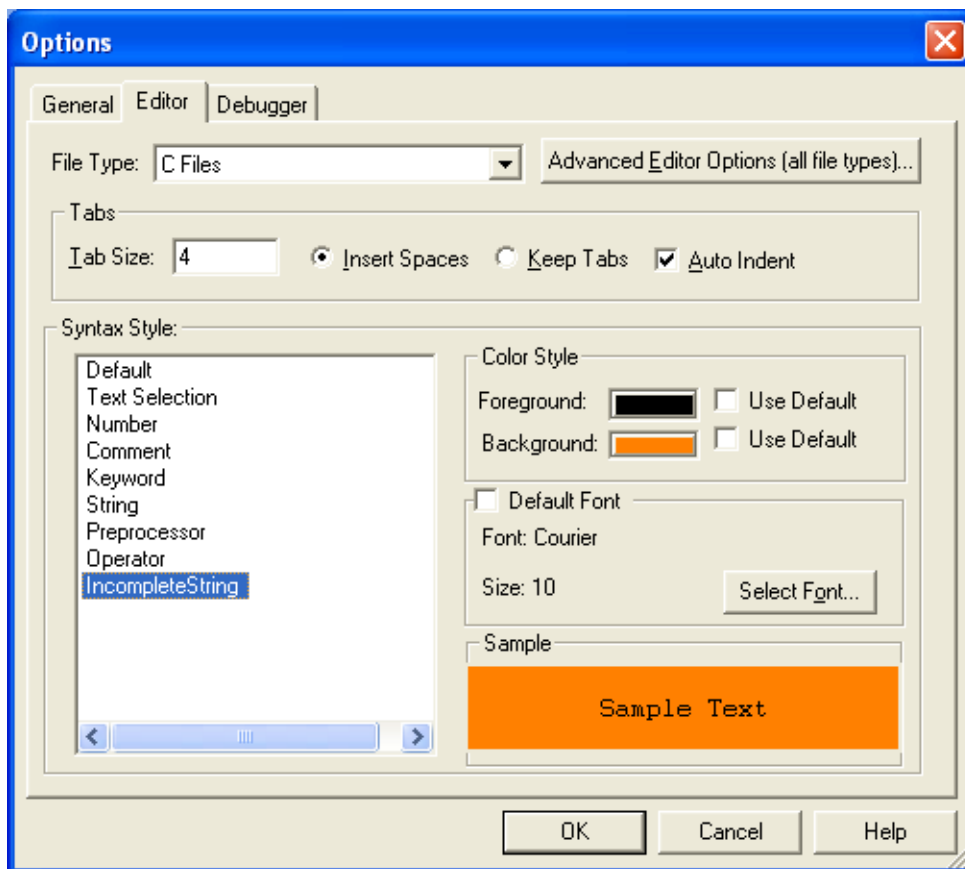 Options
General Editor Debugger
File Type: C Files Advanced Editor Options (all file types)...
Tabs
Tab Size: 4 Insert Spaces Keep Tabs Auto Indent
Syntax Style:
Default
Text Selection
Number
Comment
Keyword
String
Preprocessor
Operator
IncompleteString
Color Style
Foreground: Use Default
Background: Use Default
Default Font
Font: Courier
Size: 10 Select Font...
Sample
Sample Text
OK Cancel Help